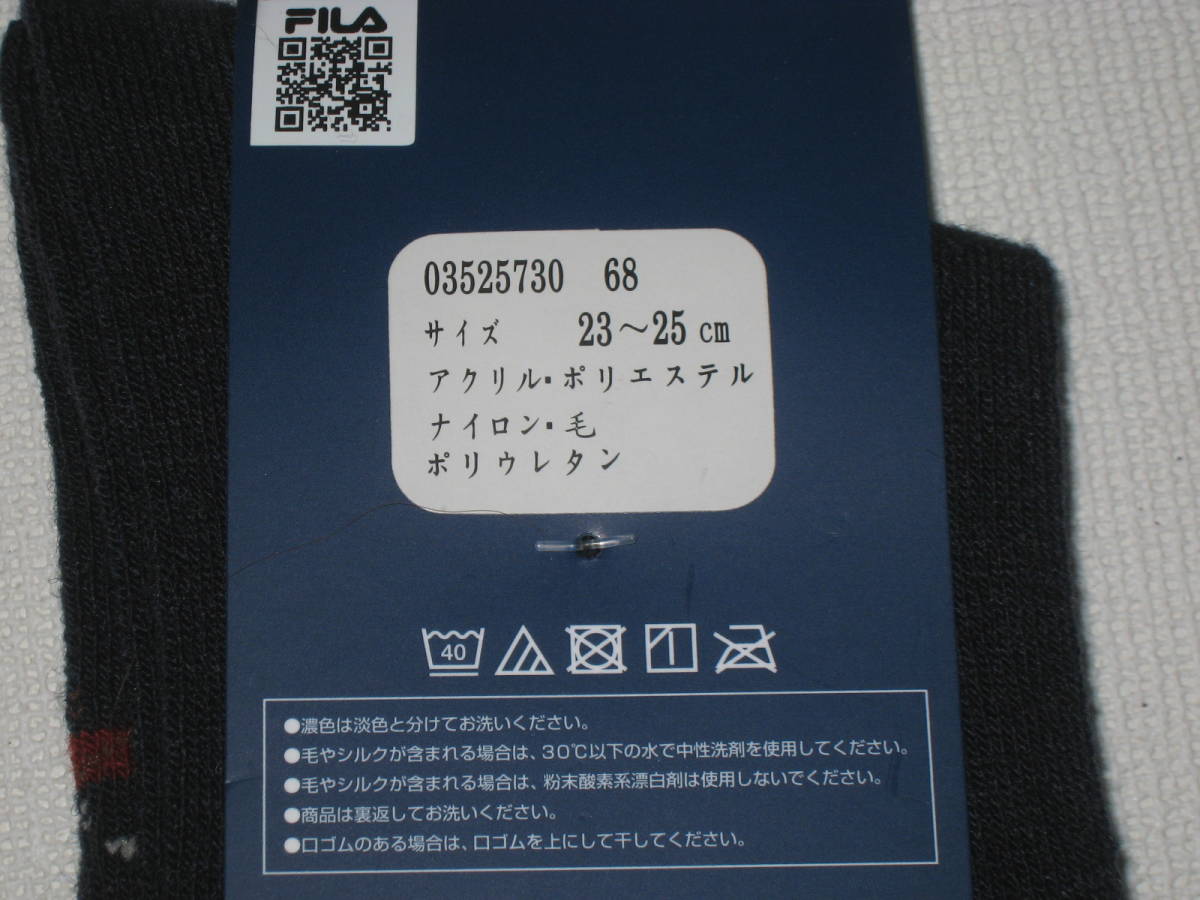 FILA
03525730 68
サイズ 23～25 cm
アクリル・ポリエステル
ナイロン・毛
ポリウレタン
40
●濃色は淡色と分けてお洗いください。
●毛やシルクが含まれる場合は、30℃以下の水で中性洗剤を使用してください。
●毛やシルクが含まれる場合は、粉末酸素系漂白剤は使用しないでください。
●商品は裏返してお洗いください。
●口ゴムのある場合は、口ゴムを上にして干してください。